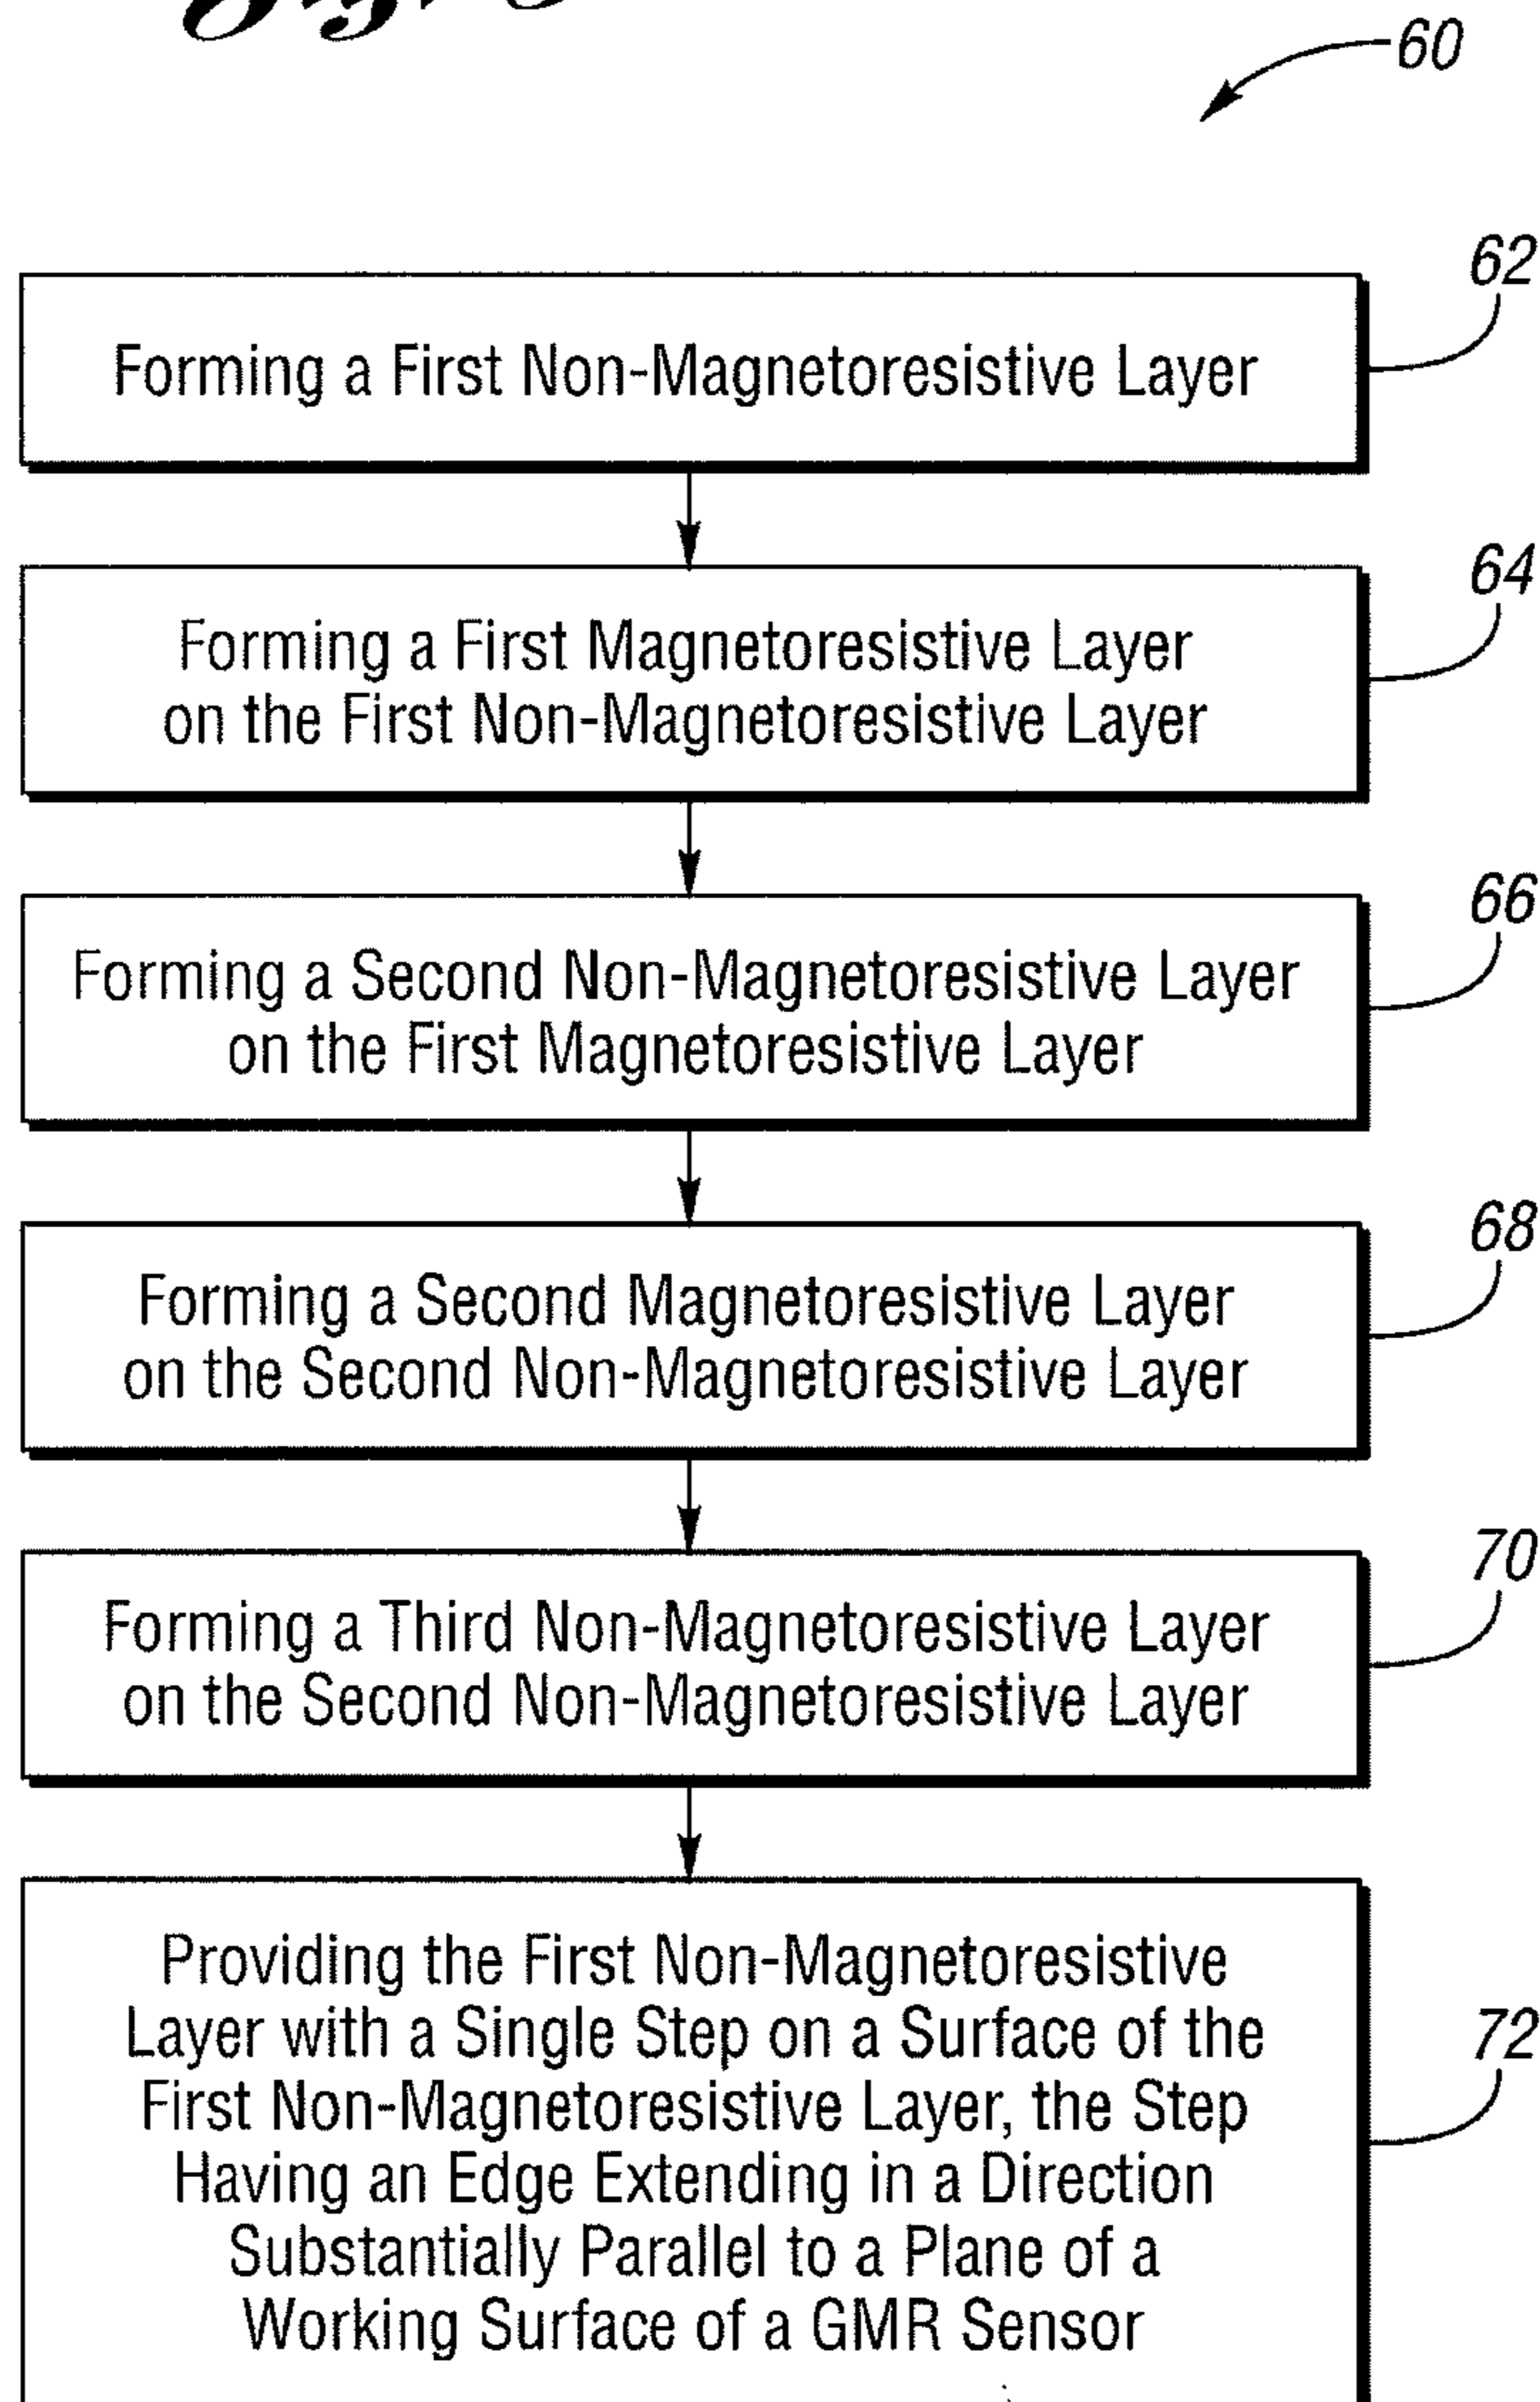 60
62
Forming a First Non-Magnetoresistive Layer
64
Forming a First Magnetoresistive Layer
on the First Non-Magnetoresistive Layer
66
Forming a Second Non-Magnetoresistive Layer
on the First Magnetoresistive Layer
68
Forming a Second Magnetoresistive Layer
on the Second Non-Magnetoresistive Layer
70
Forming a Third Non-Magnetoresistive Layer
on the Second Non-Magnetoresistive Layer
72
Providing the First Non-Magnetoresistive
Layer with a Single Step on a Surface of the
First Non-Magnetoresistive Layer, the Step
Having an Edge Extending in a Direction
Substantially Parallel to a Plane of a
Working Surface of a GMR Sensor